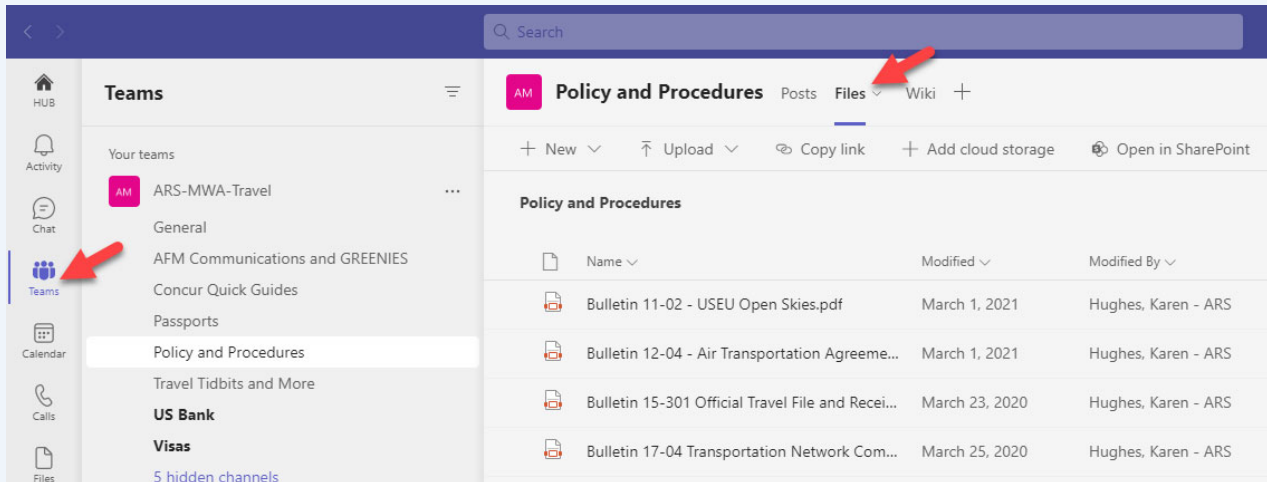 Search
HUB
Activity
Chat
Teams
Calendar
Calls
Files
Teams
Your teams
AM ARS-MWA-Travel ...
General
AFM Communications and GREENIES
Concur Quick Guides
Passports
Policy and Procedures
Travel Tidbits and More
US Bank
Visas
5 hidden channels
AM Policy and Procedures Posts Files Wiki +
+ New Upload Copy link + Add cloud storage Open in SharePoint
Policy and Procedures
Name Modified Modified By
Bulletin 11-02 - USEU Open Skies.pdf March 1, 2021 Hughes, Karen - ARS
Bulletin 12-04 - Air Transportation Agreeme... March 1, 2021 Hughes, Karen - ARS
Bulletin 15-301 Official Travel File and Recei... March 23, 2020 Hughes, Karen - ARS
Bulletin 17-04 Transportation Network Com... March 25, 2020 Hughes, Karen - ARS